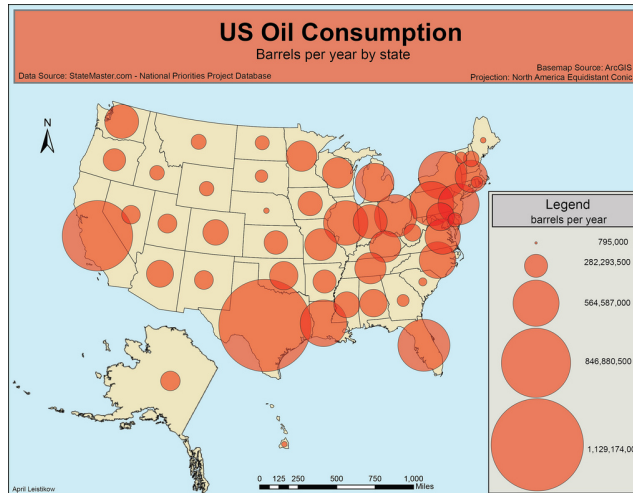 US Oil Consumption
Barrels per year by state
Data Source: StateMaster.com - National Priorities Project Database
Basemap Source: ArcGIS
Projection: North America Equidistant Conic
N
Legend
barrels per year
795,000
282,293,500
564,587,000
846,880,500
1,129,174,00
0 125 250 500 750 1,000
Miles
April Leistikow